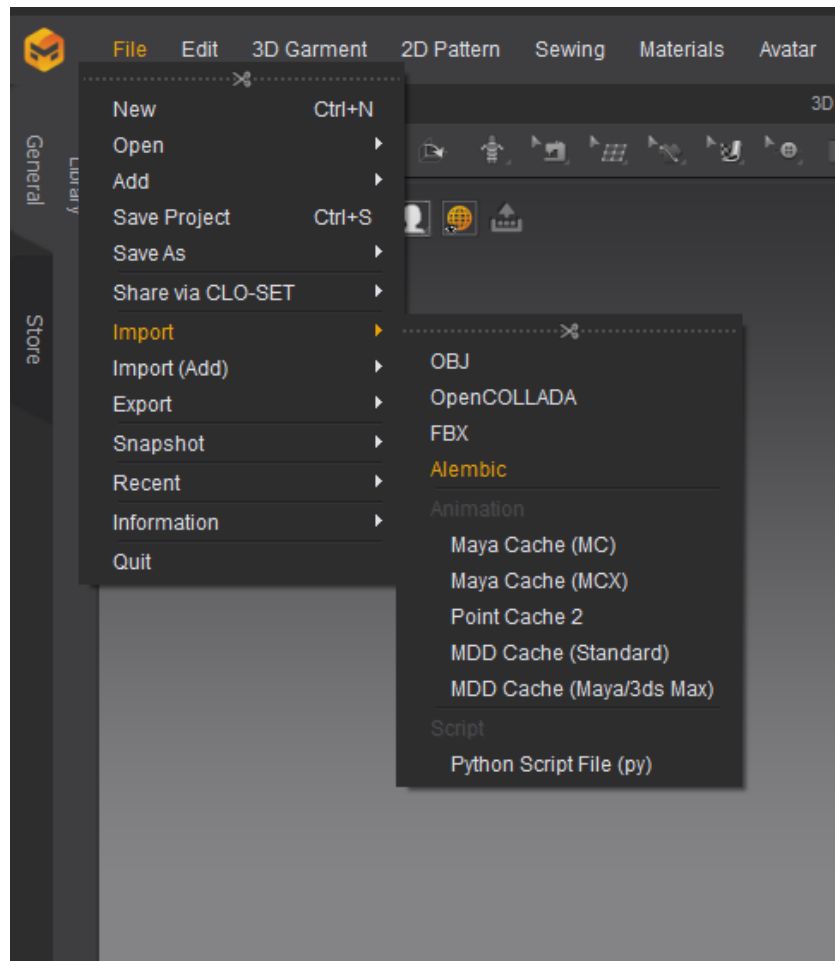 File Edit 3D Garment 2D Pattern Sewing Materials Avatar
3D
General
Library
Store
New Ctrl+N
Open
Add
Save Project Ctrl+S
Save As
Share via CLO-SET
Import
Import (Add)
Export
Snapshot
Recent
Information
Quit
OBJ
OpenCOLLADA
FBX
Alembic
Animation
Maya Cache (MC)
Maya Cache (MCX)
Point Cache 2
MDD Cache (Standard)
MDD Cache (Maya/3ds Max)
Script
Python Script File (py)